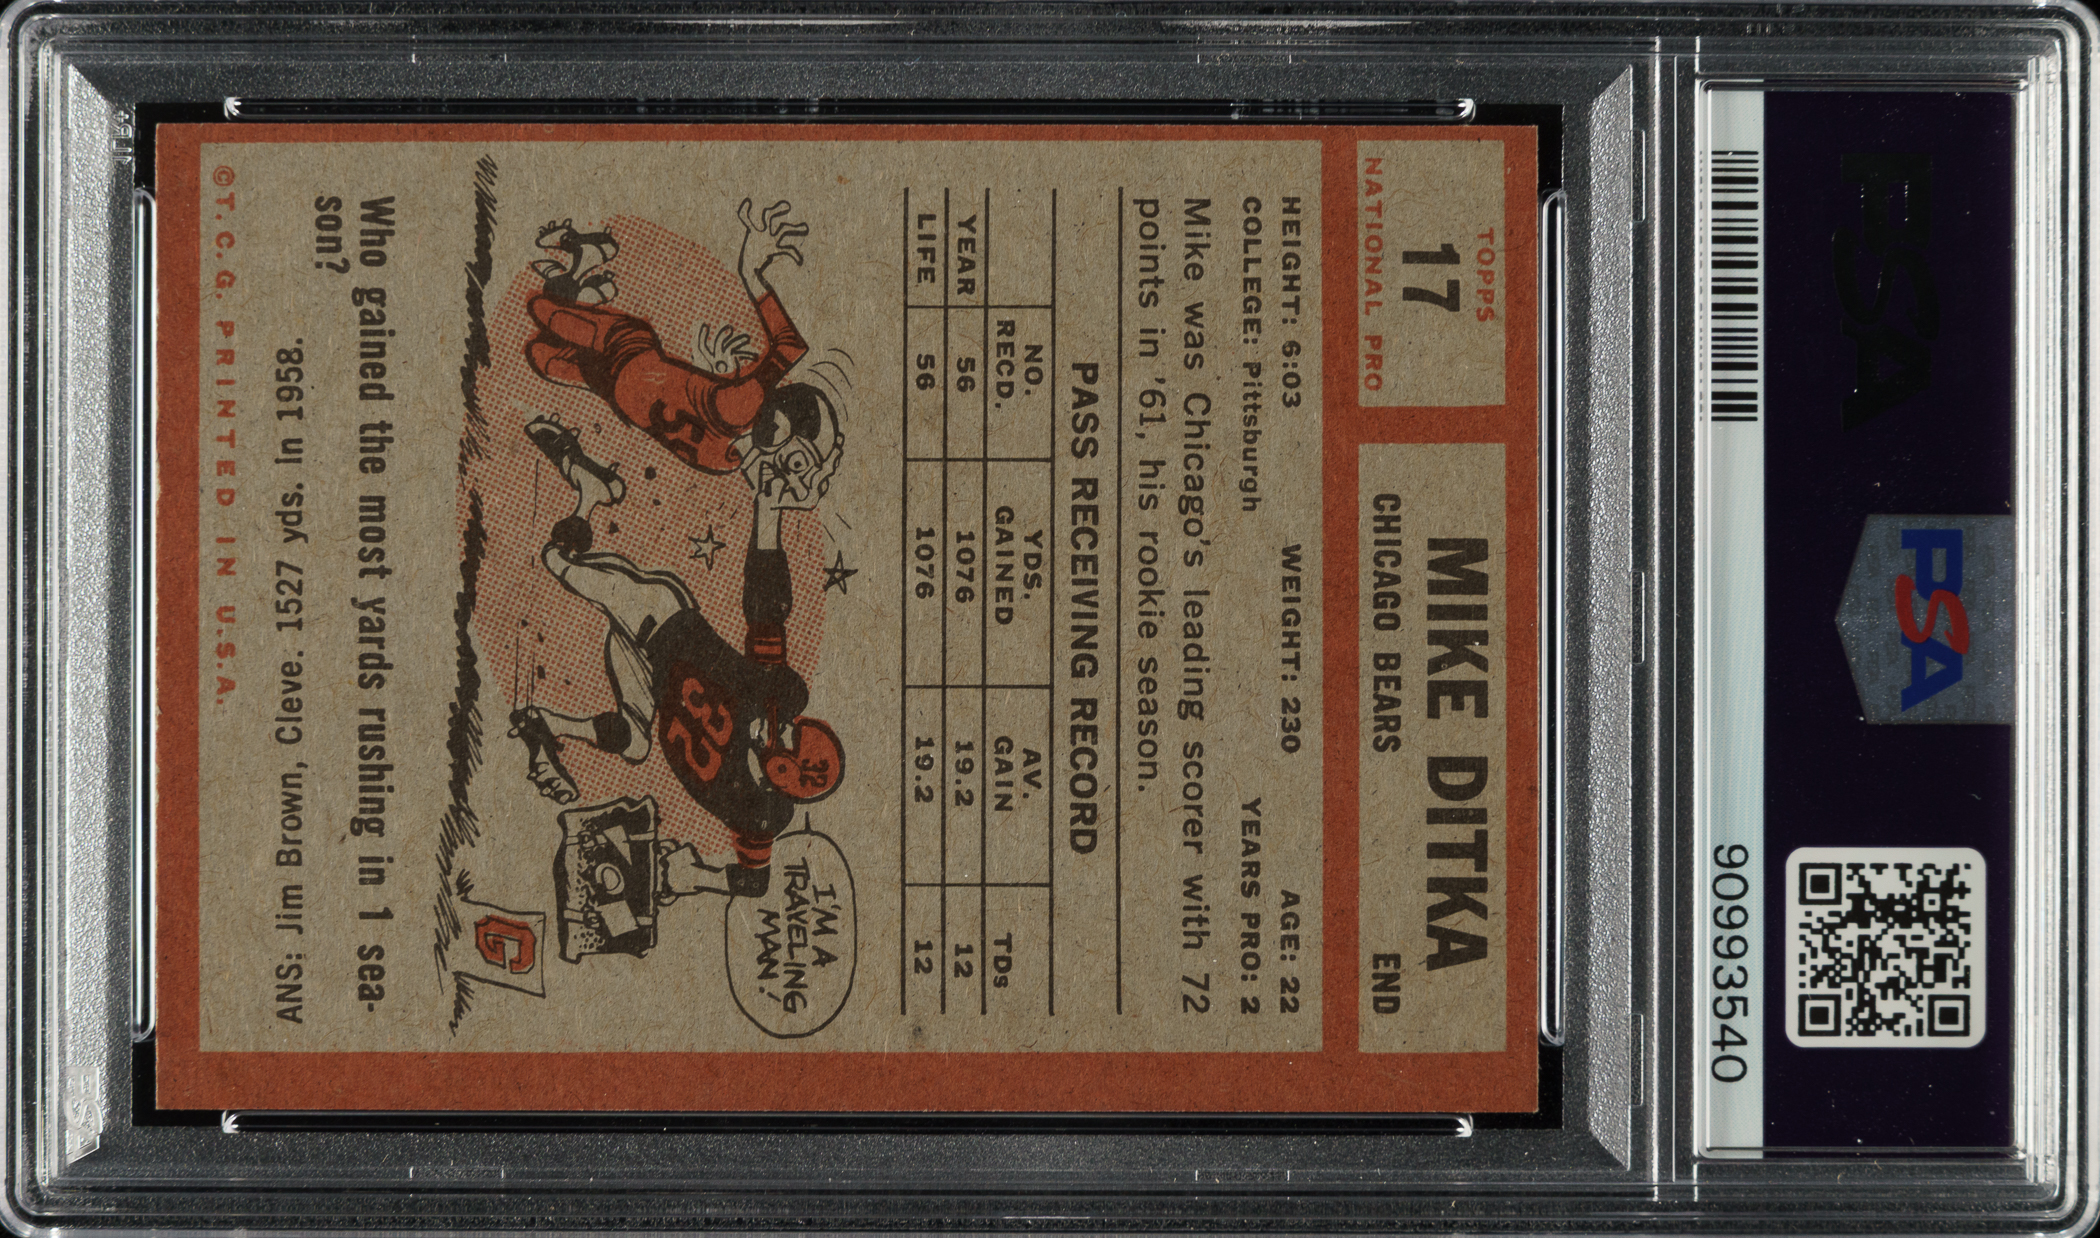 TOPPS
17
NATIONAL PRO
MIKE DITKA
CHICAGO BEARS END
HEIGHT: 6:03 WEIGHT: 230 AGE: 22
COLLEGE: Pittsburgh YEARS PRO: 2
Mike was Chicago's leading scorer with 72
points in '61, his rookie season.
PASS RECEIVING RECORD
NO. RECD. YDS. GAINED AV. GAIN TDS
YEAR 56 1076 19.2 12
LIFE 56 1076 19.2 12
I'M A
TRAVELING
MAN!
32
32
52
C
Who gained the most yards rushing in 1 sea-
son?
ANS: Jim Brown, Cleve. 1527 yds. in 1958.
©T. C. G. PRINTED IN U.S.A.
PSA
PSA
90993540
PSA